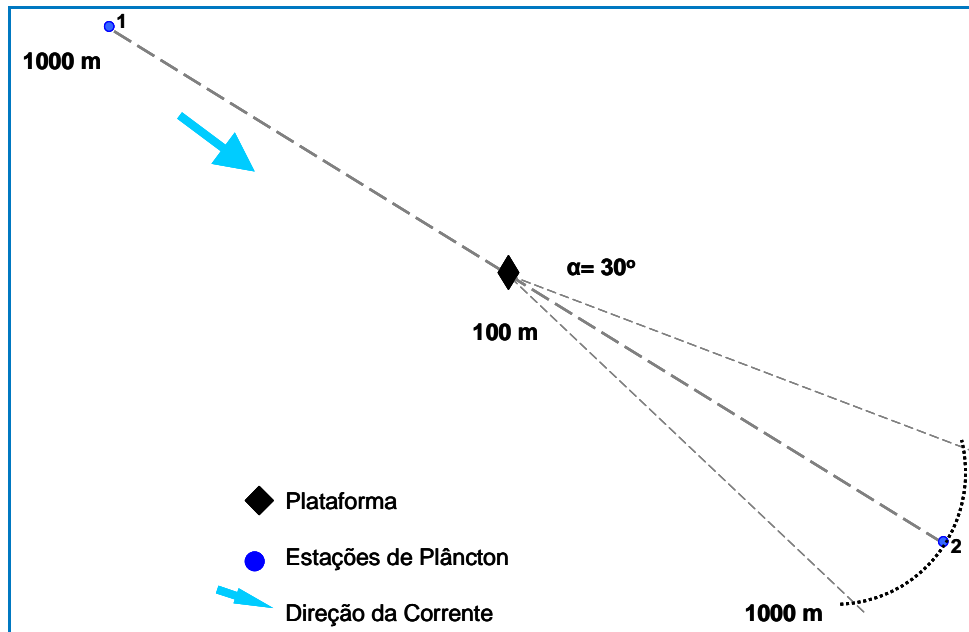 1
1000 m
α= 30º
100 m
Plataforma
Estações de Plâncton
2
Direção da Corrente
1000 m